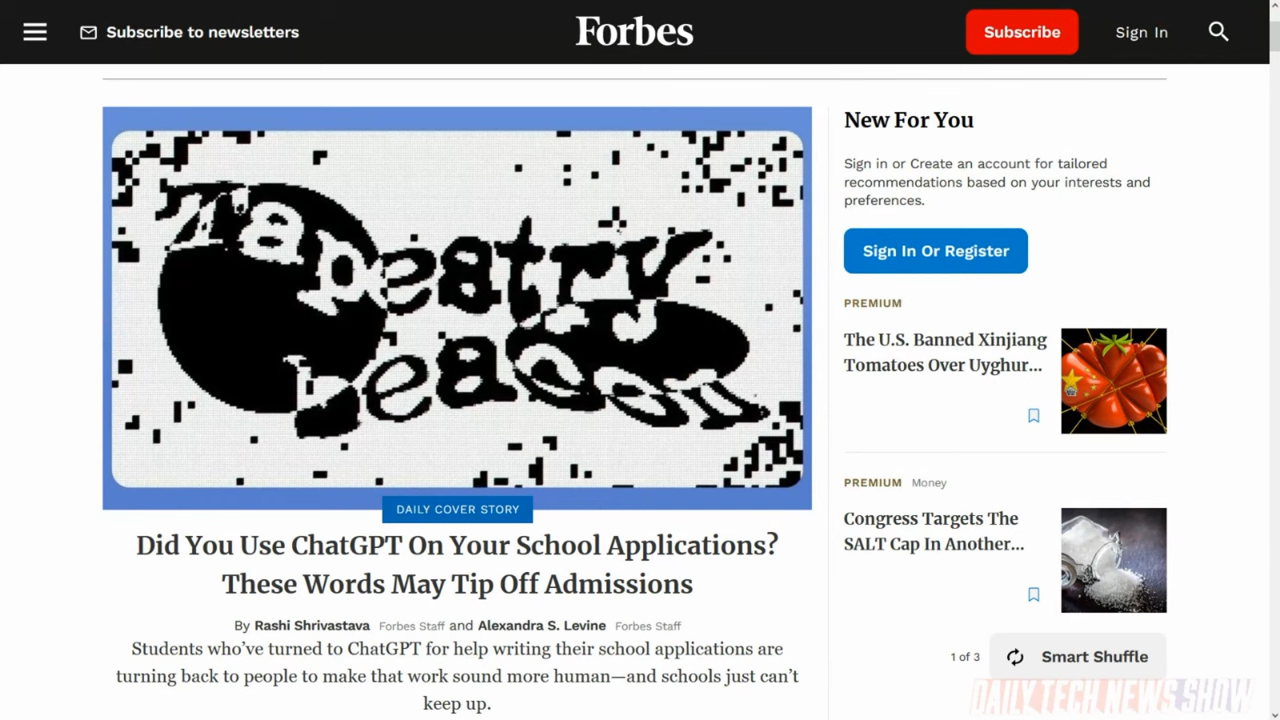 Subscribe to newsletters
Forbes
Subscribe
Sign In
Tapestry
beacon
DAILY COVER STORY
Did You Use ChatGPT On Your School Applications?
These Words May Tip Off Admissions
By Rashi Shrivastava Forbes Staff and Alexandra S. Levine Forbes Staff
Students who've turned to ChatGPT for help writing their school applications are
turning back to people to make that work sound more human—and schools just can't
keep up.
New For You
Sign in or Create an account for tailored
recommendations based on your interests and
preferences.
Sign In Or Register
PREMIUM
The U.S. Banned Xinjiang
Tomatoes Over Uyghur...
PREMIUM Money
Congress Targets The
SALT Cap In Another...
1 of 3
Smart Shuffle
DAILY TECH NEWS SHOW